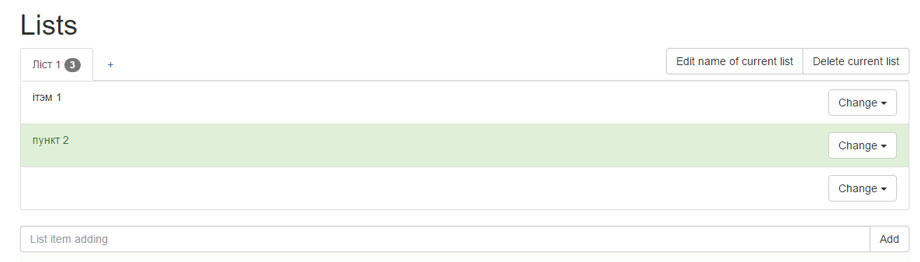 Lists
Ліст 1 3 + Edit name of current list Delete current list
ітэм 1 Change
пункт 2 Change
Change
List item adding Add